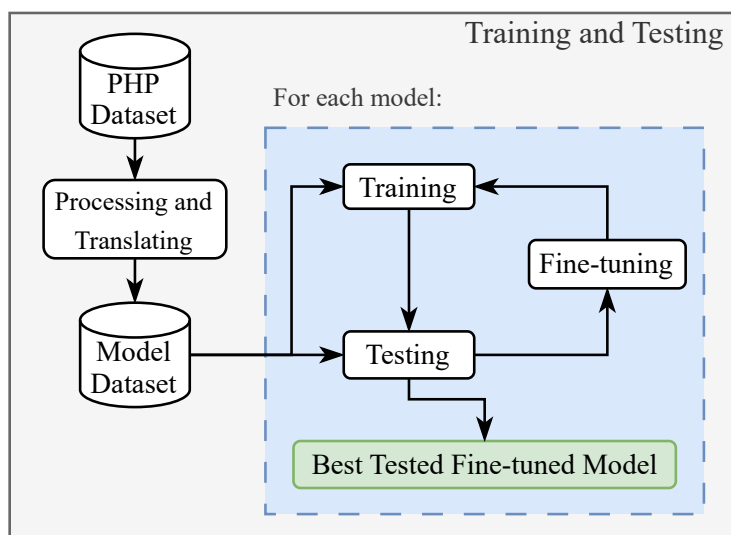 Training and Testing
PHP
Dataset
For each model:
Processing and
Translating
Training
Fine-tuning
Model
Dataset
Testing
Best Tested Fine-tuned Model